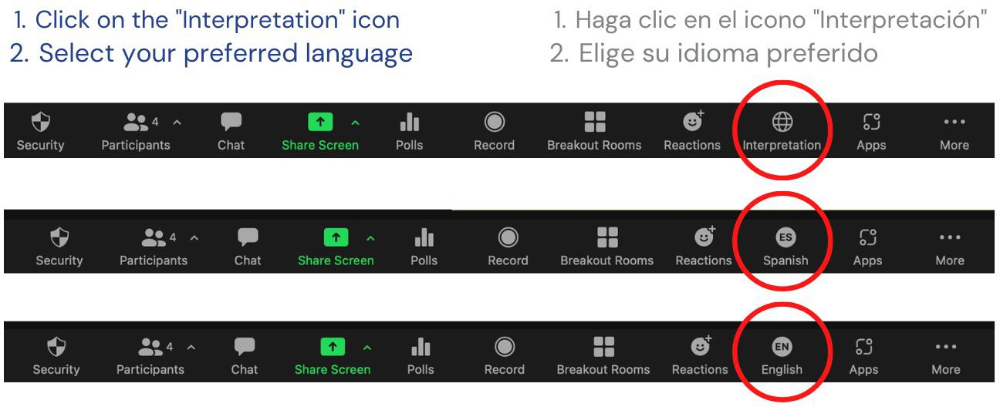 1. Click on the "Interpretation" icon
2. Select your preferred language
1. Haga clic en el icono "Interpretación"
2. Elige su idioma preferido
4
Security Participants Chat Share Screen Polls Record Breakout Rooms Reactions Interpretation Apps More
4 ES
Security Participants Chat Share Screen Polls Record Breakout Rooms Reactions Spanish Apps More
4 EN
Security Participants Chat Share Screen Polls Record Breakout Rooms Reactions English Apps More